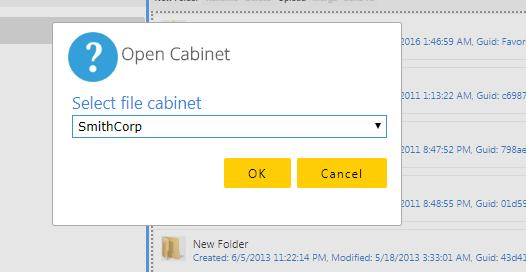 Open Cabinet
Select file cabinet
SmithCorp
OK
Cancel
2016 1:46:59 AM, Guid: Favor
2011 1:13:22 AM, Guid: c6987
2011 8:47:52 PM, Guid: 798ae
2011 8:48:55 PM, Guid: 01d59
New Folder
Created: 6/5/2013 11:22:14 PM, Modified: 5/18/2013 3:33:01 AM, Guid: 43d41